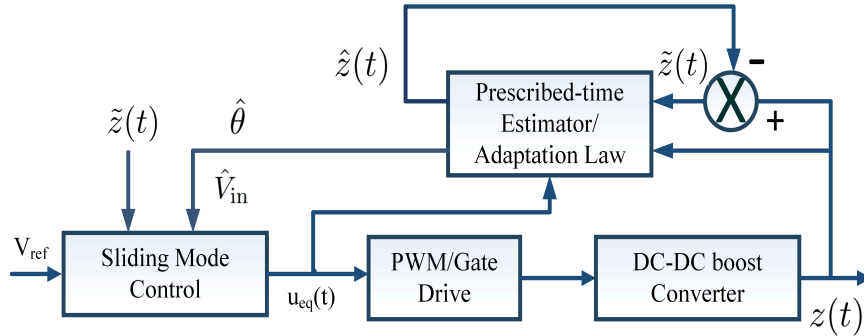 ẑ(t)
z̃(t)
-
Prescribed-time
Estimator/
Adaptation Law
X
+
z̃(t)
θ̂
V̂in
Vref
Sliding Mode
Control
ueq(t)
PWM/Gate
Drive
DC-DC boost
Converter
z(t)